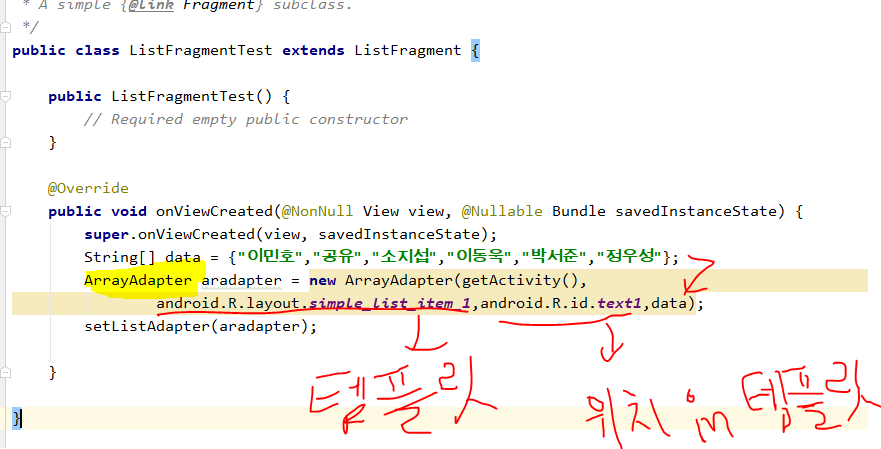 * A simple {@link Fragment} subclass.
*/
public class ListFragmentTest extends ListFragment {
public ListFragmentTest() {
// Required empty public constructor
}
@Override
public void onViewCreated(@NonNull View view, @Nullable Bundle savedInstanceState) {
super.onViewCreated(view, savedInstanceState);
String[] data = {"이민호","공유","소지섭","이동욱","박서준","정우성"};
ArrayAdapter aradapter = new ArrayAdapter(getActivity(),
android.R.layout.simple_list_item_1,android.R.id.text1,data);
setListAdapter(aradapter);
템플릿
위치 in 템플릿
}
}